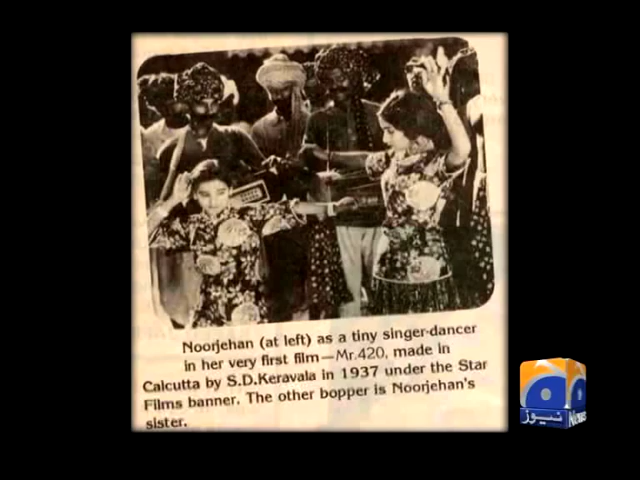 Noorjehan (at left) as a tiny singer-dancer
in her very first film—Mr.420, made in
Calcutta by S.D.Keravala in 1937 under the Star
Films banner. The other bopper is Noorjehan's
sister.
نیوز
News